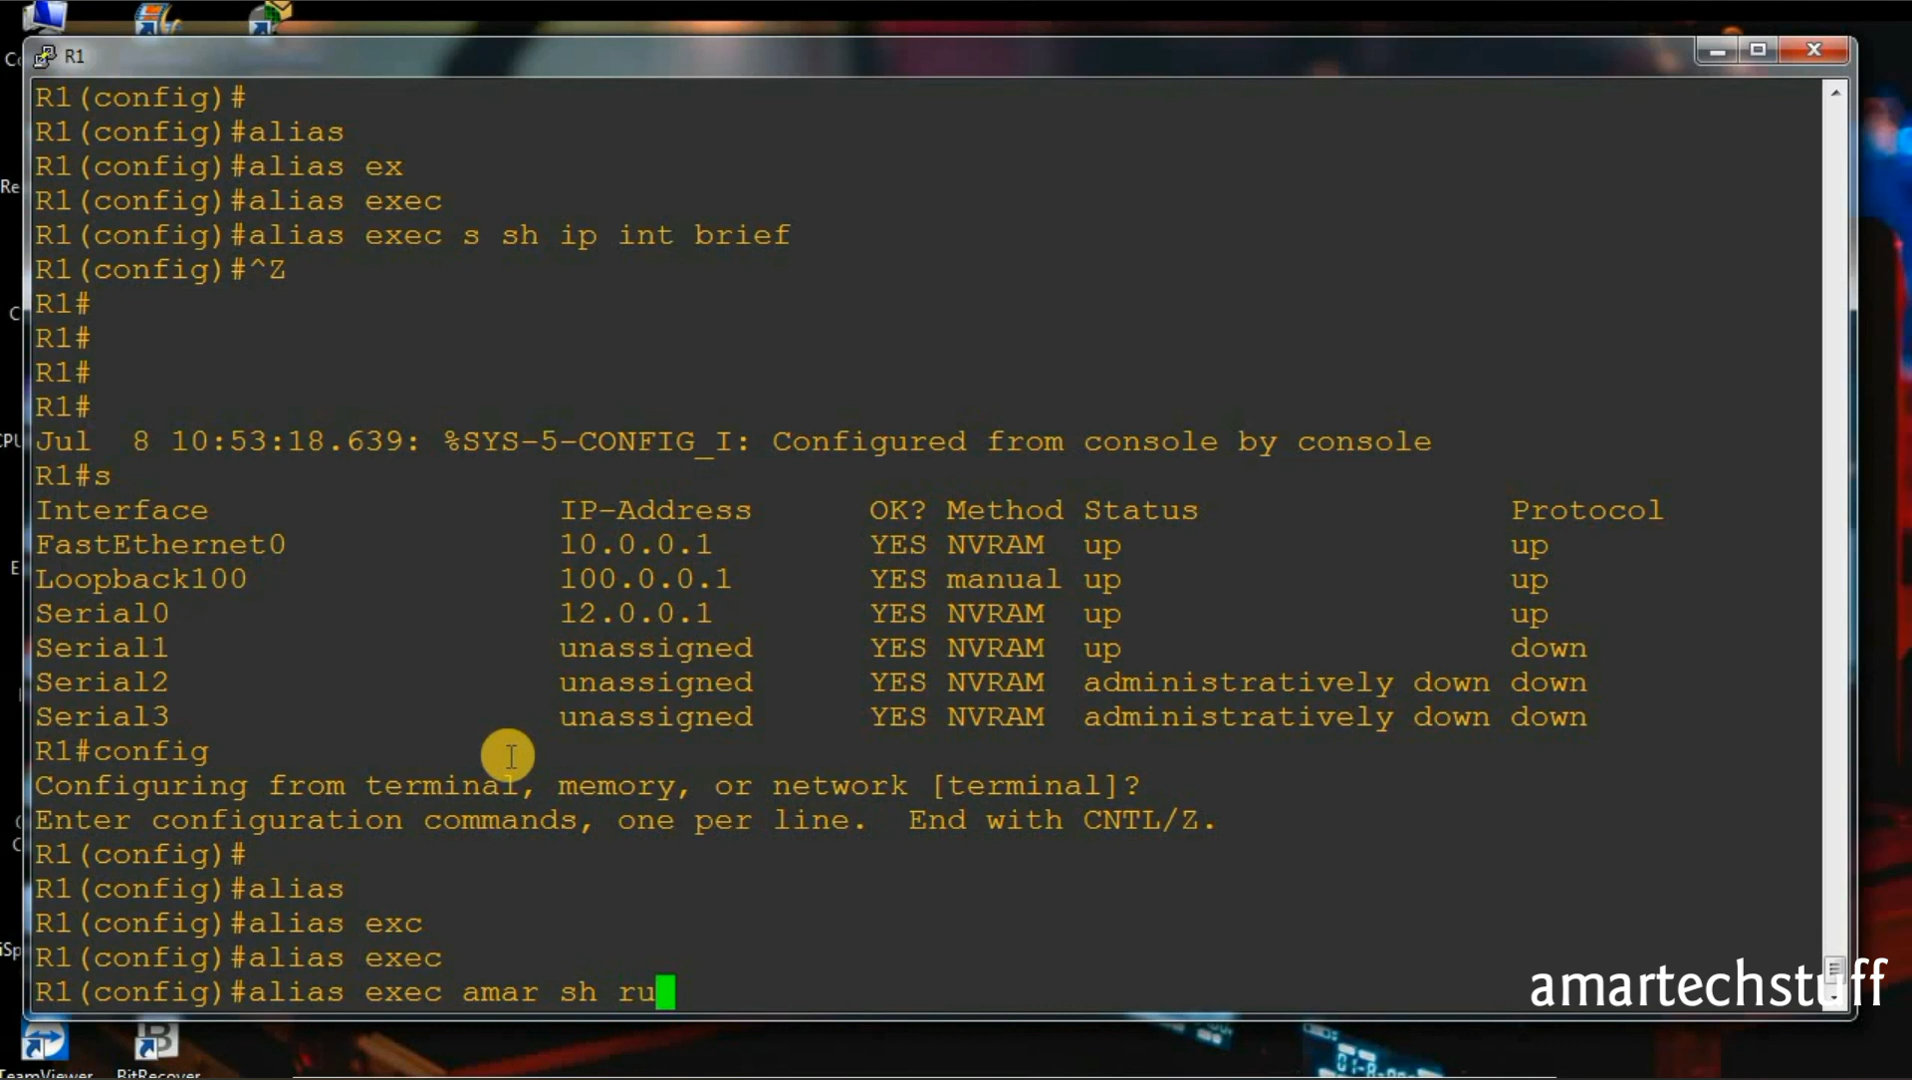 R1
R1(config)#
R1(config)#alias
R1(config)#alias ex
R1(config)#alias exec
R1(config)#alias exec s sh ip int brief
R1(config)#^Z
R1#
R1#
R1#
R1#
Jul  8 10:53:18.639: %SYS-5-CONFIG_I: Configured from console by console
R1#s
Interface IP-Address OK? Method Status Protocol
FastEthernet0 10.0.0.1 YES NVRAM up up
Loopback100 100.0.0.1 YES manual up up
Serial0 12.0.0.1 YES NVRAM up up
Serial1 unassigned YES NVRAM up down
Serial2 unassigned YES NVRAM administratively down down
Serial3 unassigned YES NVRAM administratively down down
R1#config
Configuring from terminal, memory, or network [terminal]?
Enter configuration commands, one per line.  End with CNTL/Z.
R1(config)#
R1(config)#alias
R1(config)#alias exc
R1(config)#alias exec
R1(config)#alias exec amar sh ru
amartechstuff
TeamViewer BitRecover